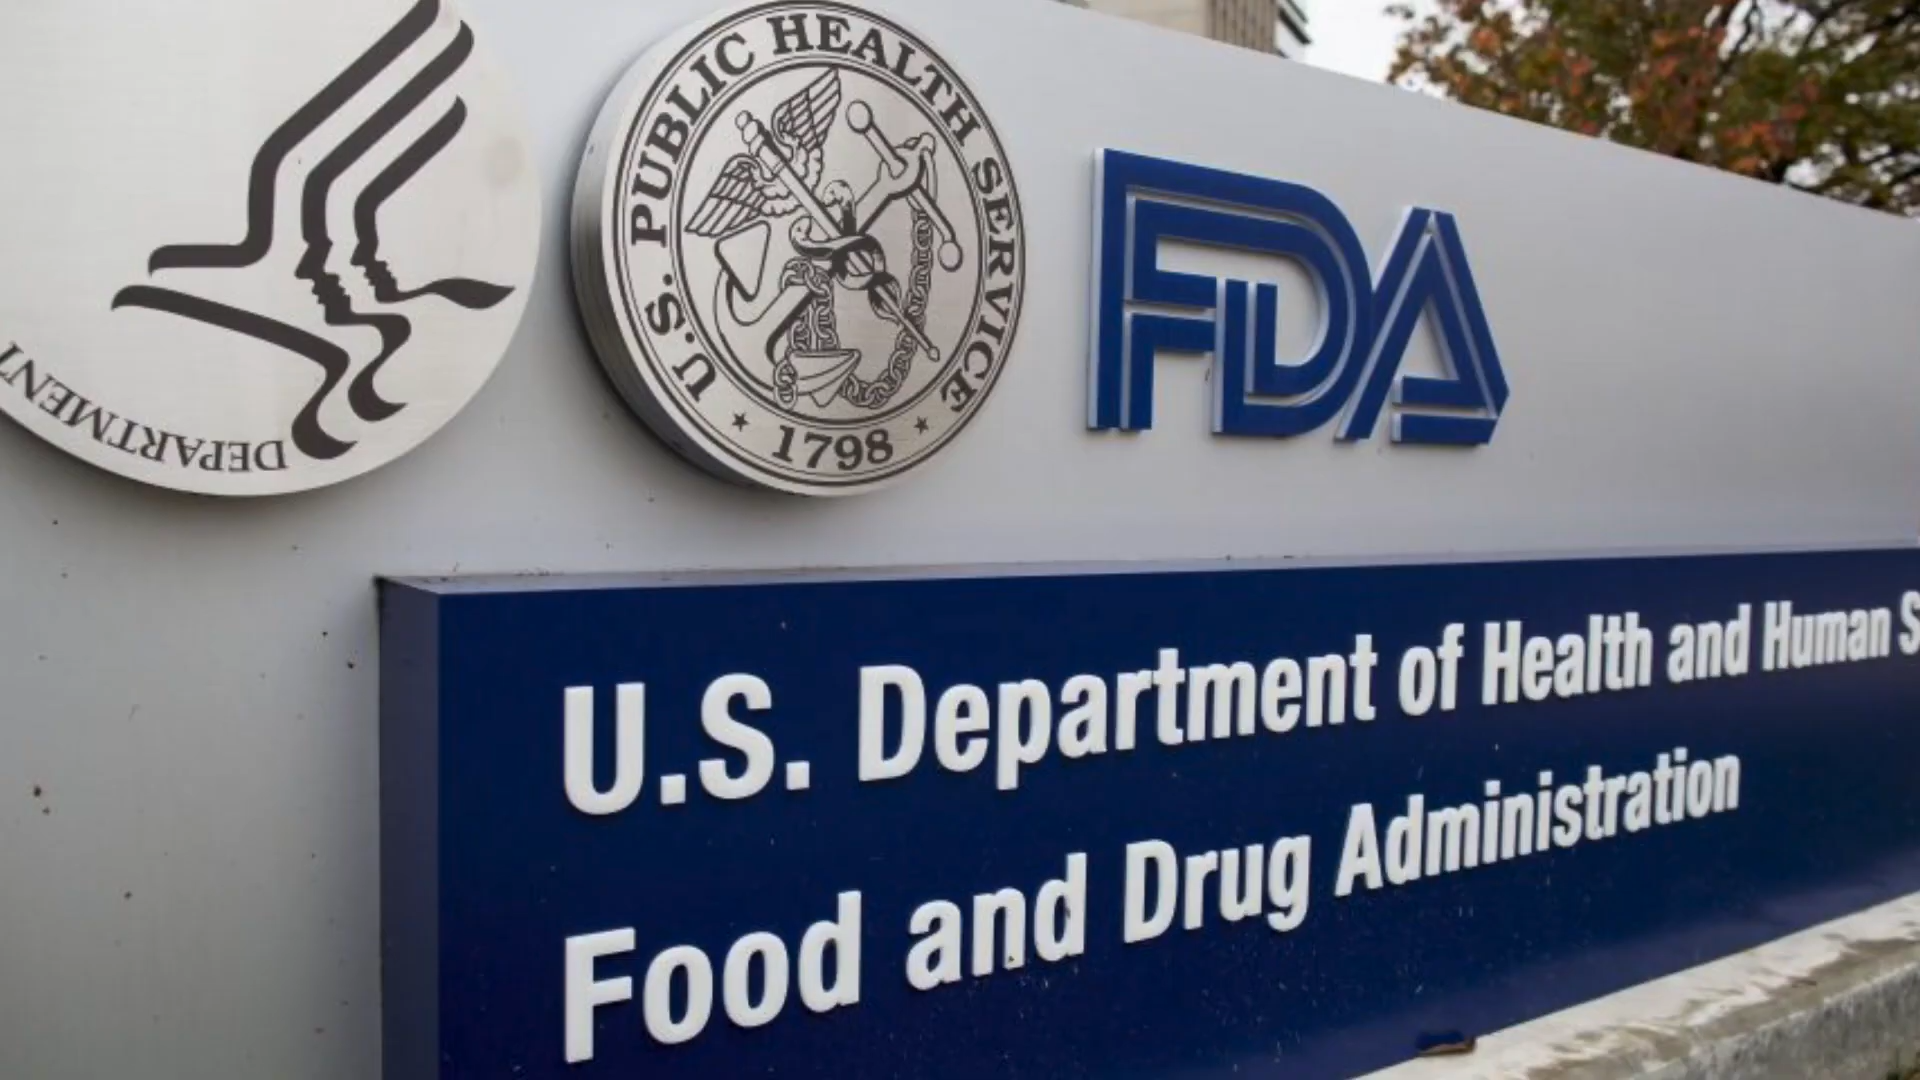 DEPARTMENT
U.S. PUBLIC HEALTH SERVICE
1798
FDA
U.S. Department of Health and Human S
Food and Drug Administration